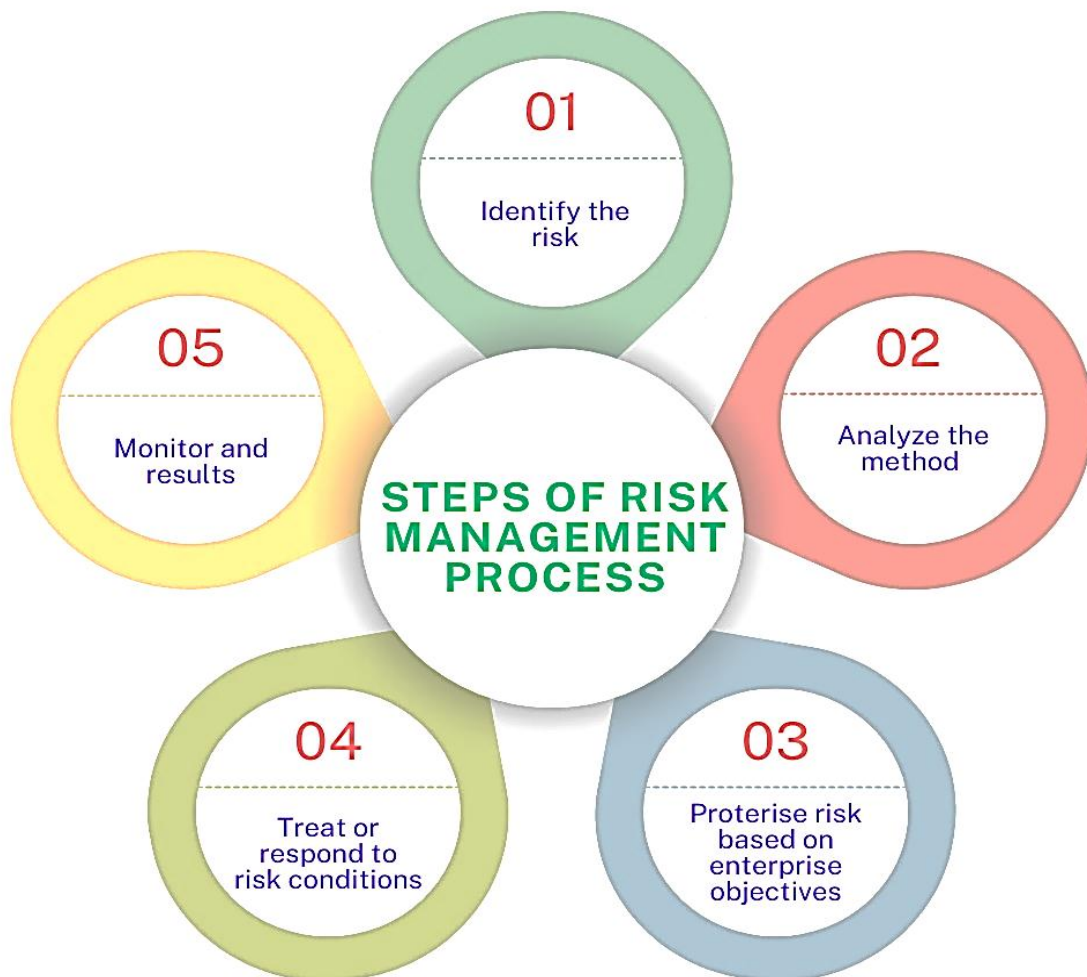 01
Identify the
risk
02
Analyze the
method
03
Proterise risk
based on
enterprise
objectives
04
Treat or
respond to
risk conditions
05
Monitor and
results
STEPS OF RISK
MANAGEMENT
PROCESS